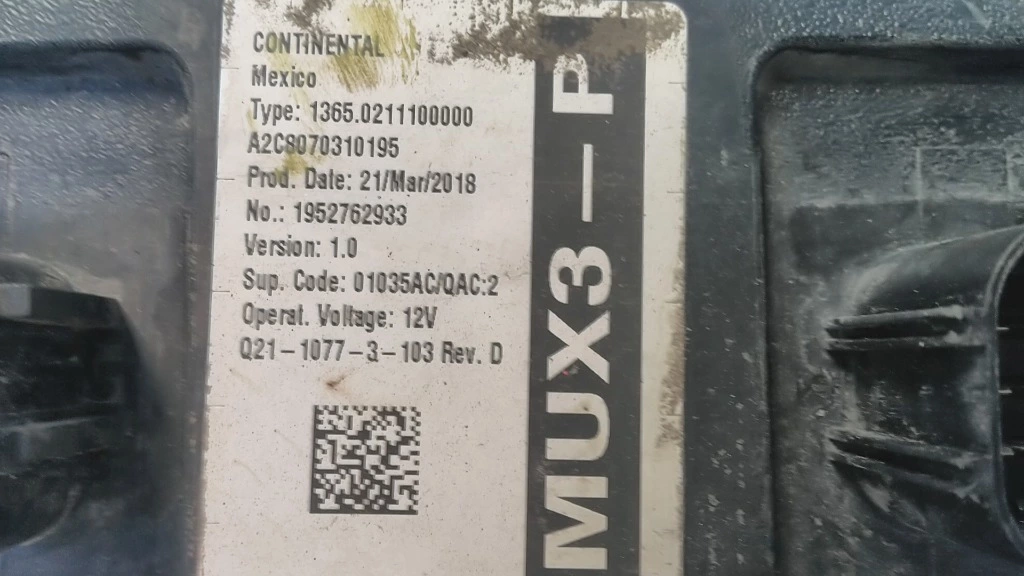 CONTINENTAL
Mexico
Type: 1365.0211100000
A2C8070310195
Prod. Date: 21/Mar/2018
No.: 1952762933
Version: 1.0
Sup. Code: 01035AC/QAC:2
Operat. Voltage: 12V
Q21-1077-3-103 Rev. D
MUX3-P